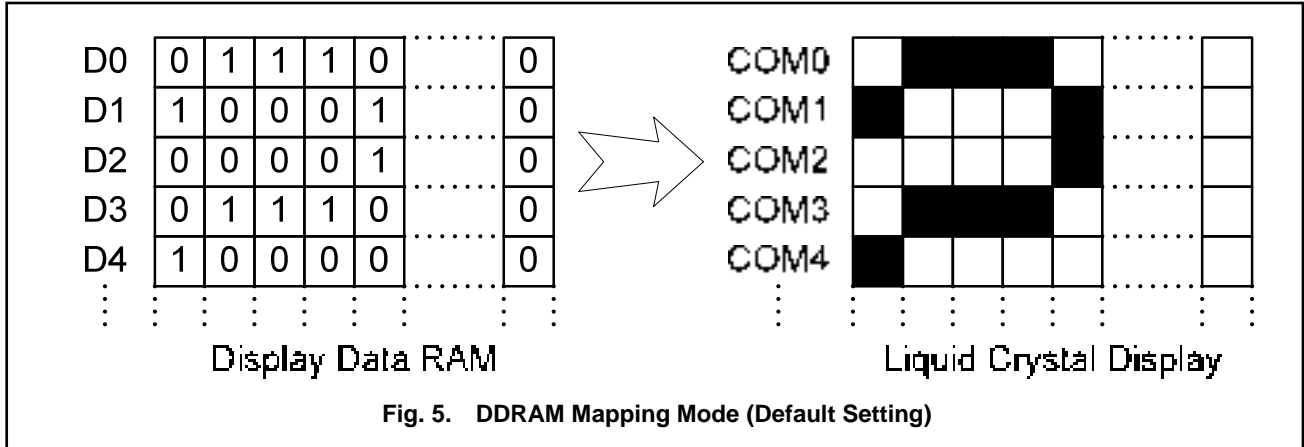 D0 0 1 1 1 0 0 COM0
D1 1 0 0 0 1 0 COM1
D2 0 0 0 0 1 0 COM2
D3 0 1 1 1 0 0 COM3
D4 1 0 0 0 0 0 COM4
Display Data RAM Liquid Crystal Display
Fig. 5. DDRAM Mapping Mode (Default Setting)